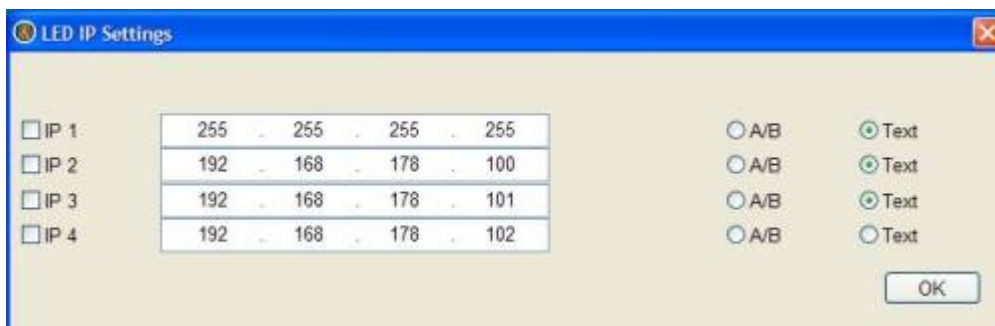 LED IP Settings
IP 1 255 . 255 . 255 . 255 A/B Text
IP 2 192 . 168 . 178 . 100 A/B Text
IP 3 192 . 168 . 178 . 101 A/B Text
IP 4 192 . 168 . 178 . 102 A/B Text
OK